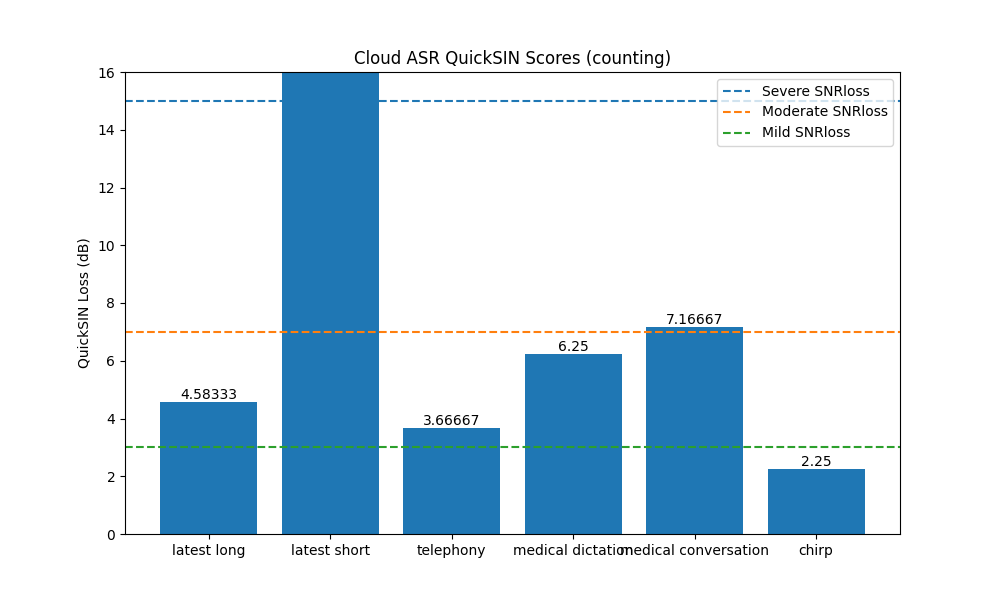 Cloud ASR QuickSIN Scores (counting)
Severe SNRloss
Moderate SNRloss
Mild SNRloss
QuickSIN Loss (dB)
16
14
12
10
8
6
4
2
0
4.58333
3.66667
6.25
7.16667
2.25
latest long
latest short
telephony
medical dictation
medical conversation
chirp